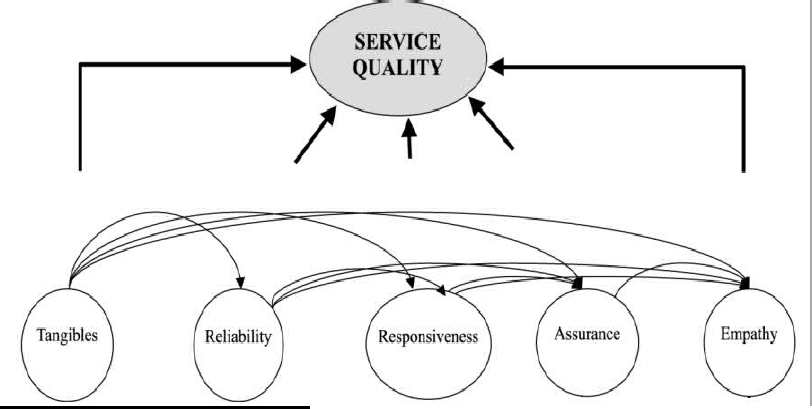 SERVICE
QUALITY
Tangibles
Reliability
Responsiveness
Assurance
Empathy